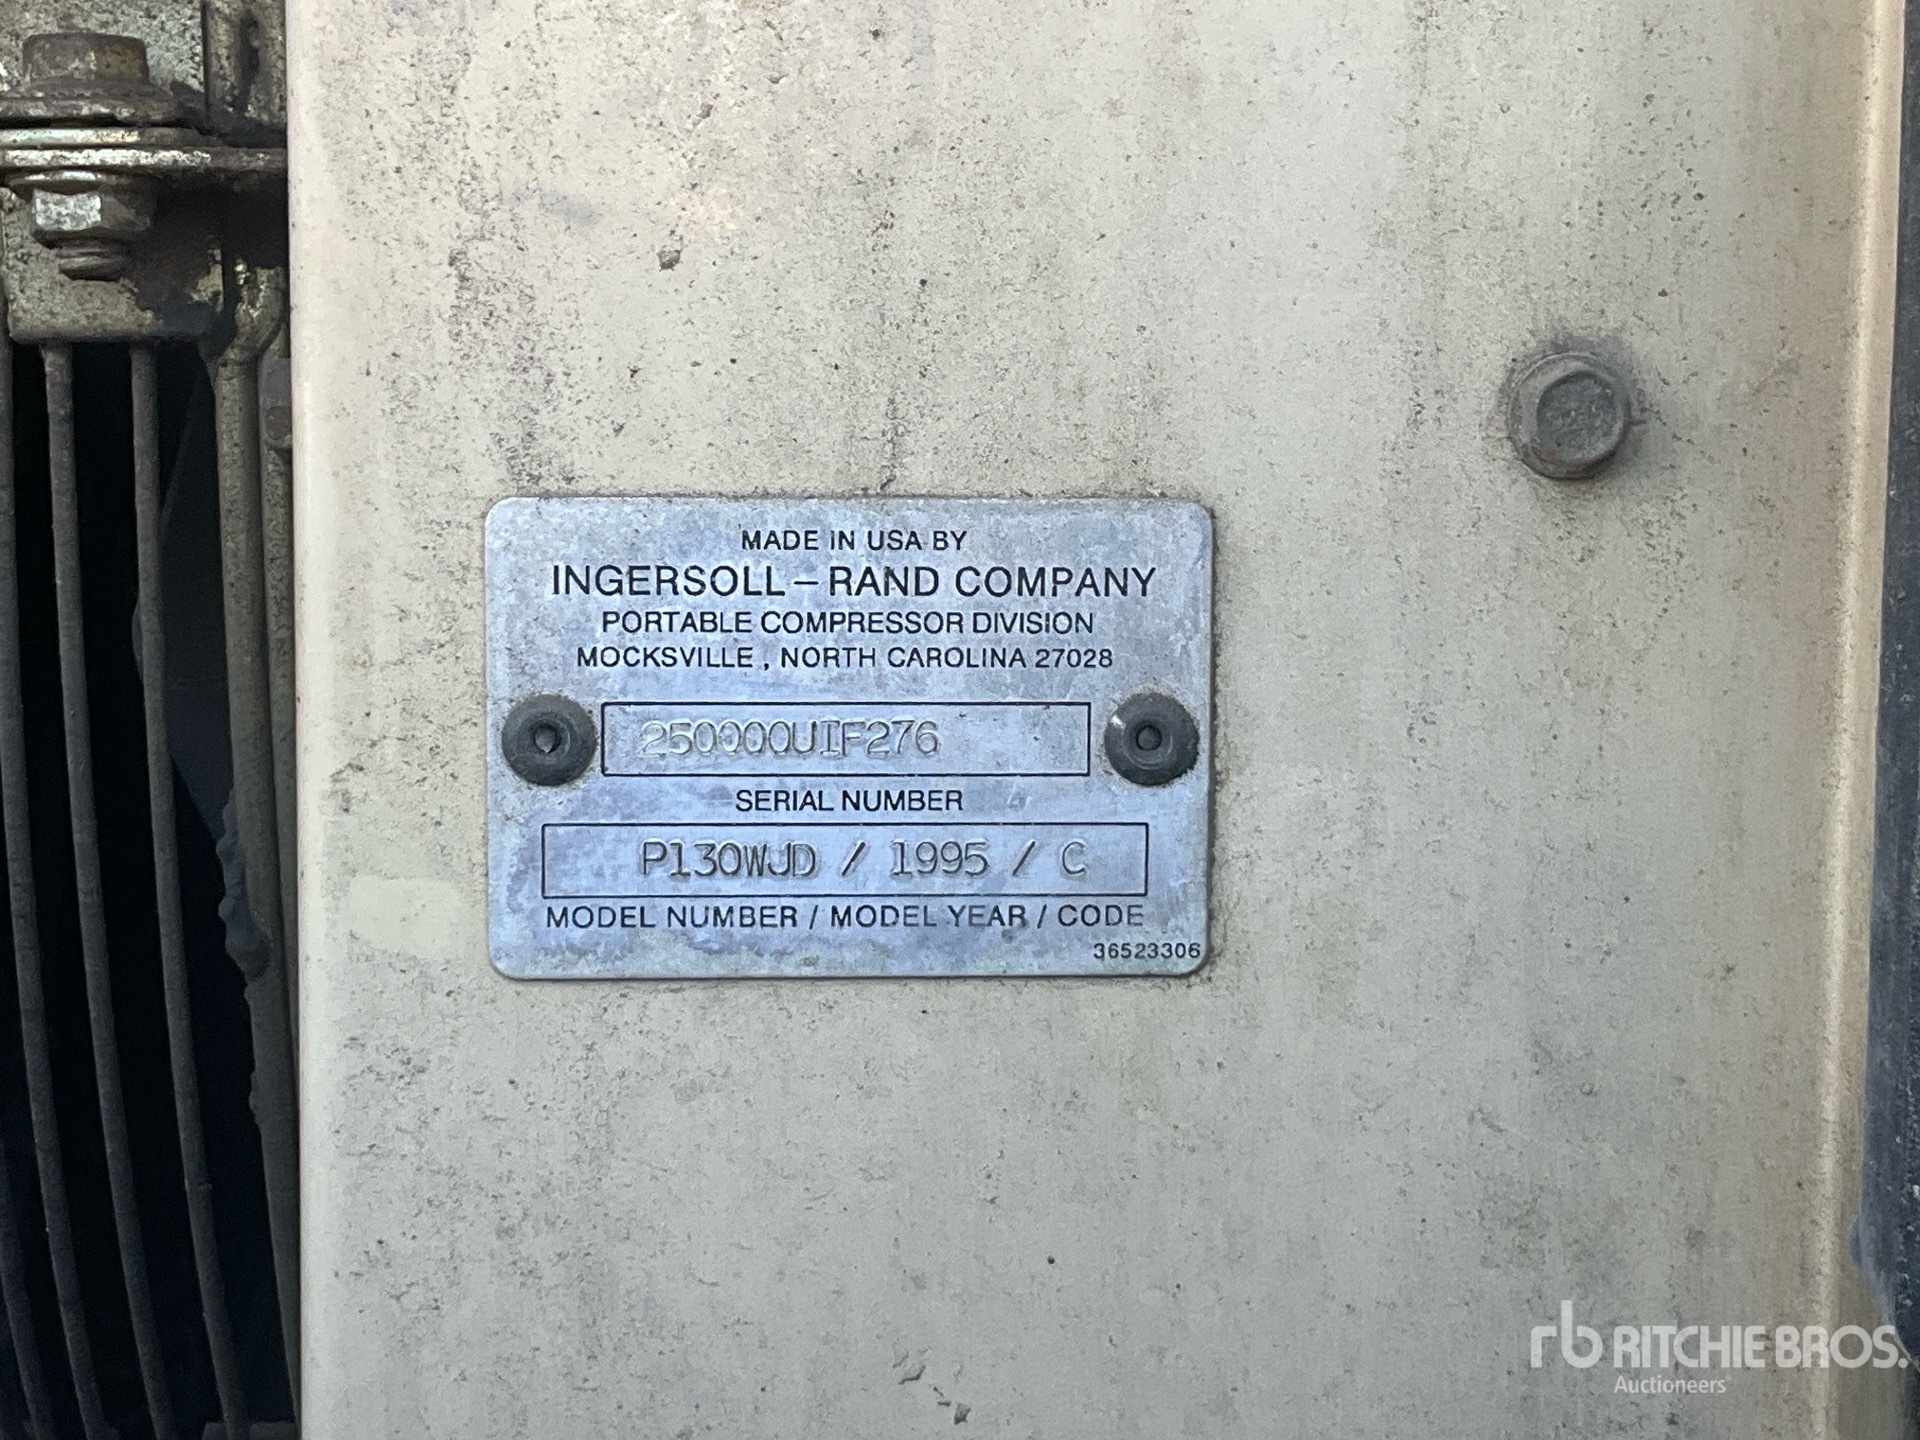 MADE IN USA BY
INGERSOLL-RAND COMPANY
PORTABLE COMPRESSOR DIVISION
MOCKSVILLE, NORTH CAROLINA 27028
250000UIF276
SERIAL NUMBER
P130WJD / 1995 / C
MODEL NUMBER / MODEL YEAR / CODE
36523306
rb RITCHIE BROS.
Auctioneers